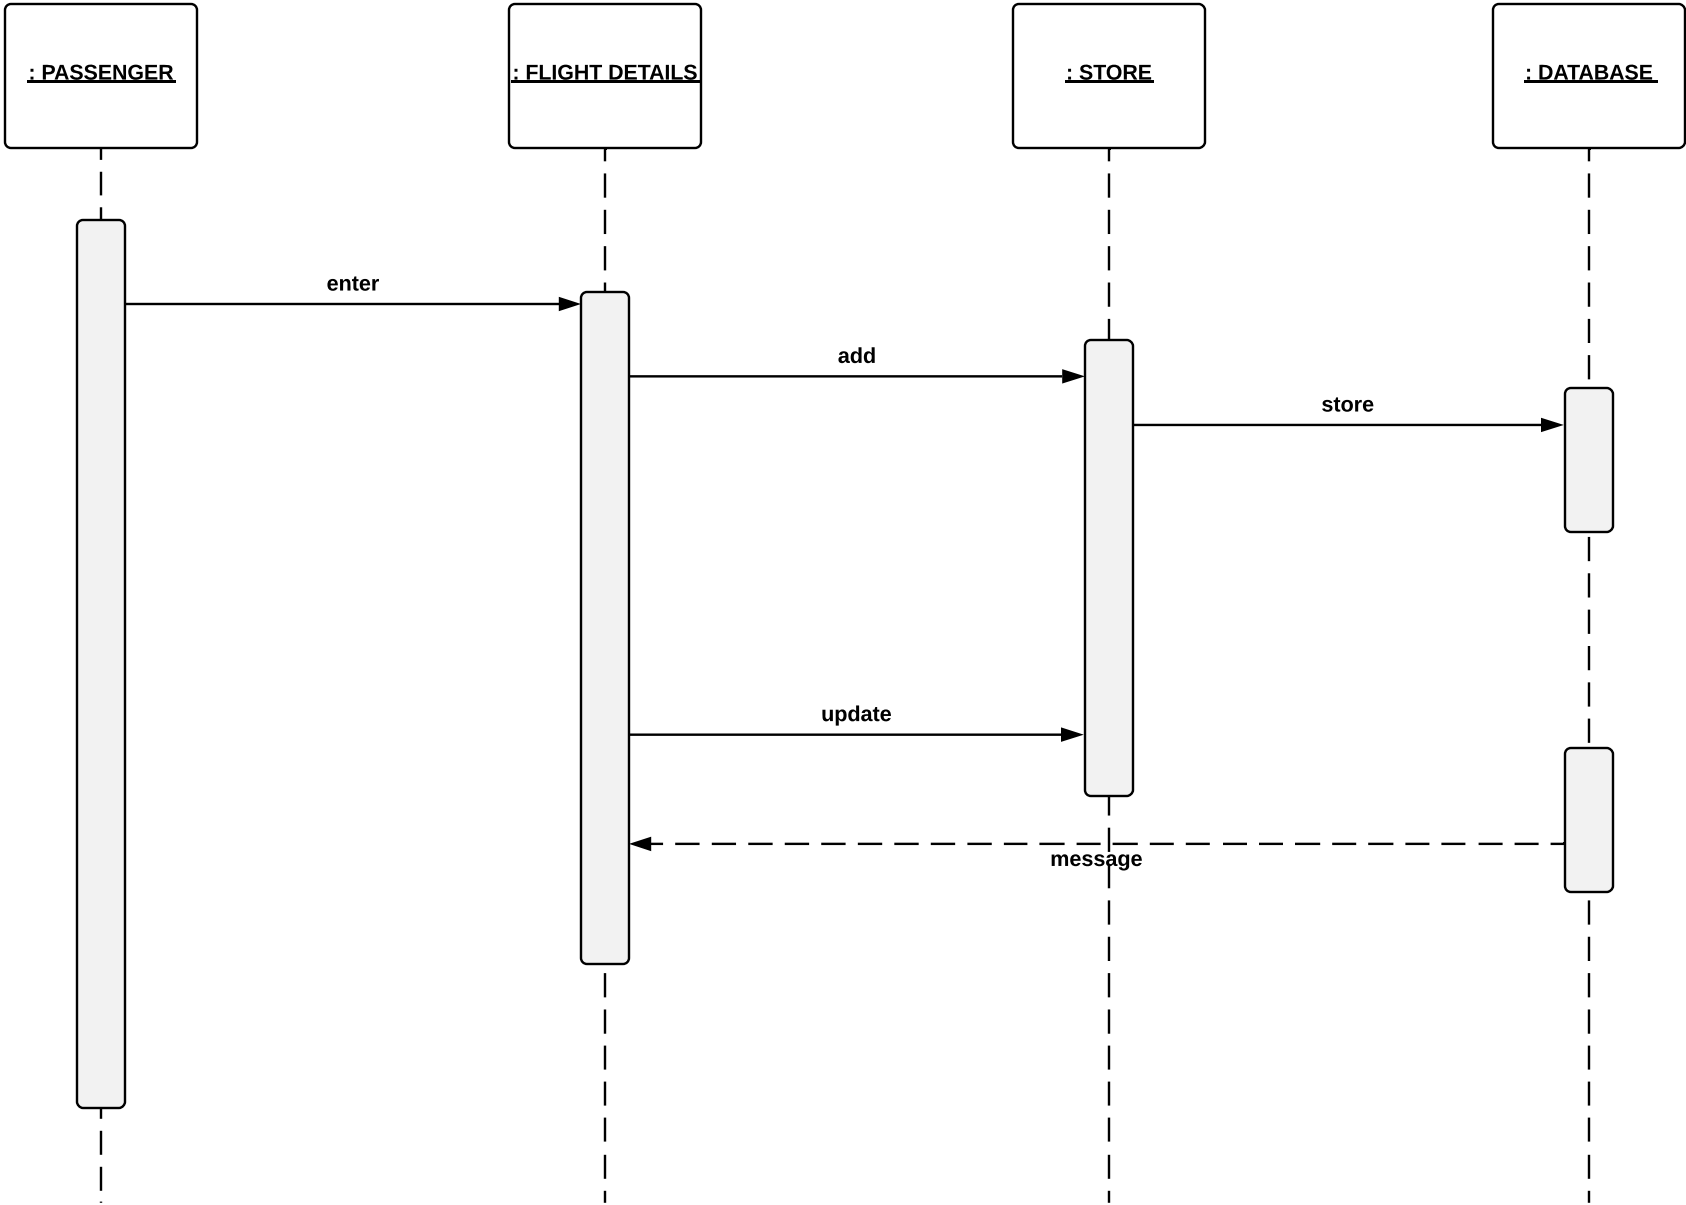 : PASSENGER
: FLIGHT DETAILS
: STORE
: DATABASE
enter
add
store
update
message